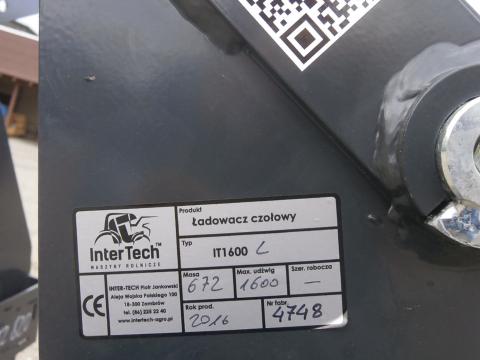 Produkt
Ładowacz czołowy
Typ
IT1600 L
InterTech™
MASZYNY ROLNICZE
Masa
672
Max. udźwig
1600
Szer. robocza
—
INTER-TECH Piotr Jankowski
Aleja Wojska Polskiego 100
18-300 Zambrów
tel. (86) 225 22 40
www.intertech-agro.pl
CE
Rok prod.
2016
Nr fabr.
4748